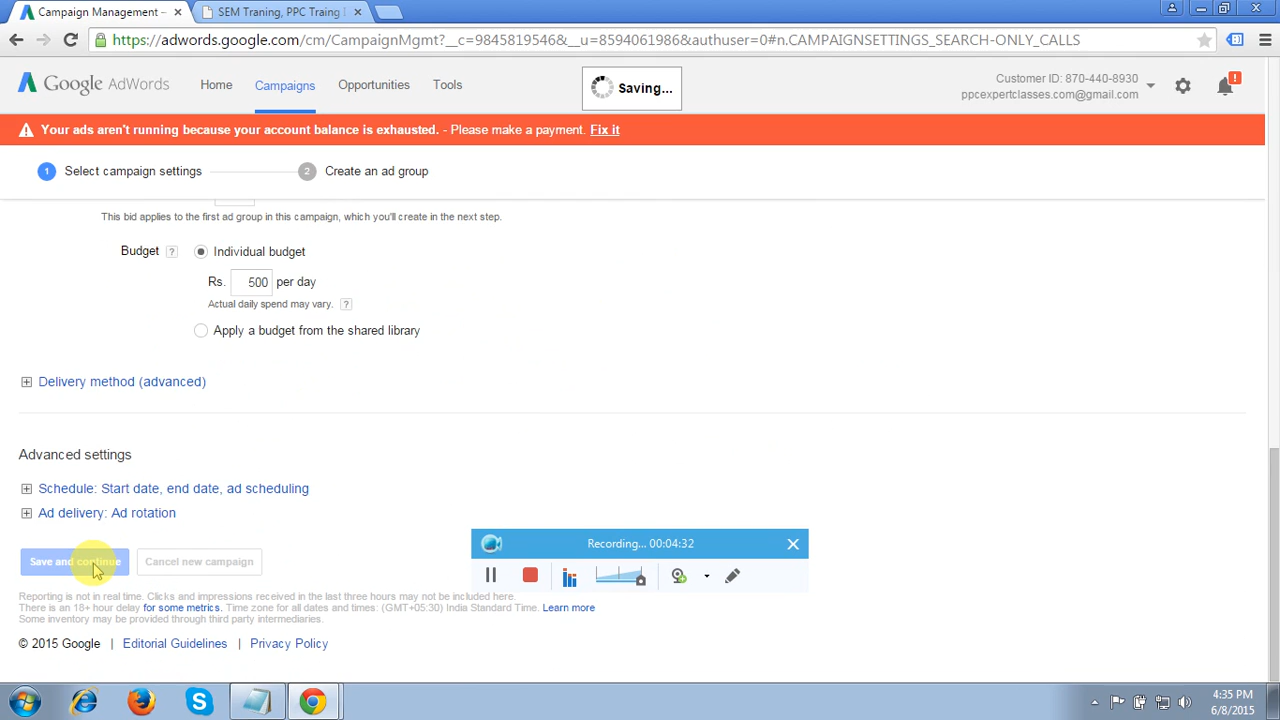 Campaign Management –
SEM Traning, PPC Traing I
https://adwords.google.com/cm/CampaignMgmt?__c=9845819546&__u=8594061986&authuser=0#n.CAMPAIGNSETTINGS_SEARCH-ONLY_CALLS
Google AdWords
Home
Campaigns
Opportunities
Tools
Saving...
Customer ID: 870-440-8930
ppcexpertclasses.com@gmail.com
!
Your ads aren't running because your account balance is exhausted. - Please make a payment. Fix it
1 Select campaign settings
2 Create an ad group
This bid applies to the first ad group in this campaign, which you'll create in the next step.
Budget ? Individual budget
Rs. 500 per day
Actual daily spend may vary. ?
Apply a budget from the shared library
Delivery method (advanced)
Advanced settings
Schedule: Start date, end date, ad scheduling
Ad delivery: Ad rotation
Recording... 00:04:32
Save and continue
Cancel new campaign
Reporting is not in real time. Clicks and impressions received in the last three hours may not be included here.
There is an 18+ hour delay for some metrics. Time zone for all dates and times: (GMT+05:30) India Standard Time. Learn more
Some inventory may be provided through third party intermediaries.
© 2015 Google | Editorial Guidelines | Privacy Policy
4:35 PM
6/8/2015